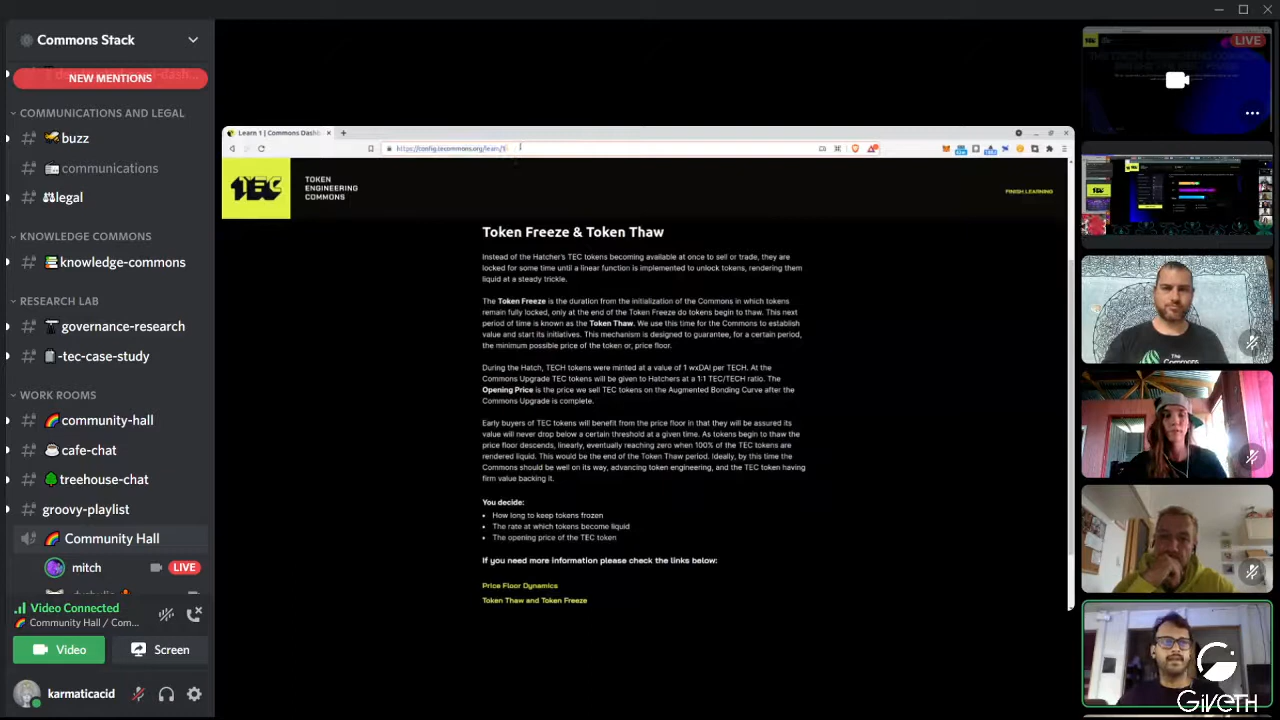 Commons Stack
NEW MENTIONS
COMMUNICATIONS AND LEGAL
buzz
communications
legal
KNOWLEDGE COMMONS
knowledge-commons
RESEARCH LAB
governance-research
-tec-case-study
community-hall
the-commune-chat
groovy-playlist
Community Hall
mitch
LIVE
Video Connected
Community Hall / Com...
Video
Screen
karmaticacid
Learn 1 | Commons Dashb
https://config.tecommons.org/learn/1
TEC
TOKEN
ENGINEERING
COMMONS
FINISH LEARNING
Token Freeze & Token Thaw
Instead of the Hatcher's TEC tokens becoming available at once to sell or trade, they are
locked for some time until a linear function is implemented to unlock tokens, rendering them
liquid at a steady trickle.
The Token Freeze is the duration from the initialization of the Commons in which tokens
remain fully locked, only at the end of the Token Freeze do tokens begin to thaw. This next
period of time is known as the Token Thaw. We use this time for the Commons to establish
value and start its initiatives. This mechanism is designed to guarantee, for a certain period,
the minimum possible price of the token or, price floor.
During the Hatch, TECH tokens were minted at a value of 1 wxDAI per TECH. At the
Commons Upgrade TEC tokens will be given to Hatchers at a 1:1 TEC/TECH ratio. The
Opening Price is the price we sell TEC tokens on the Augmented Bonding Curve after the
Commons Upgrade is complete.
Early buyers of TEC tokens will benefit from the price floor in that they will be assured its
value will never drop below a certain threshold at a given time. As tokens begin to thaw the
price floor descends, linearly, eventually reaching zero when 100% of the TEC tokens are
rendered liquid. This would be the end of the Token Thaw period. Ideally, by this time the
Commons should be well on its way, advancing token engineering, and the TEC token having
firm value backing it.
You decide:
• How long to keep tokens frozen
• The rate at which tokens become liquid
• The opening price of the TEC token
If you need more information please check the links below:
Price Floor Dynamics
Token Thaw and Token Freeze
LIVE
The
Commons
GIVETH